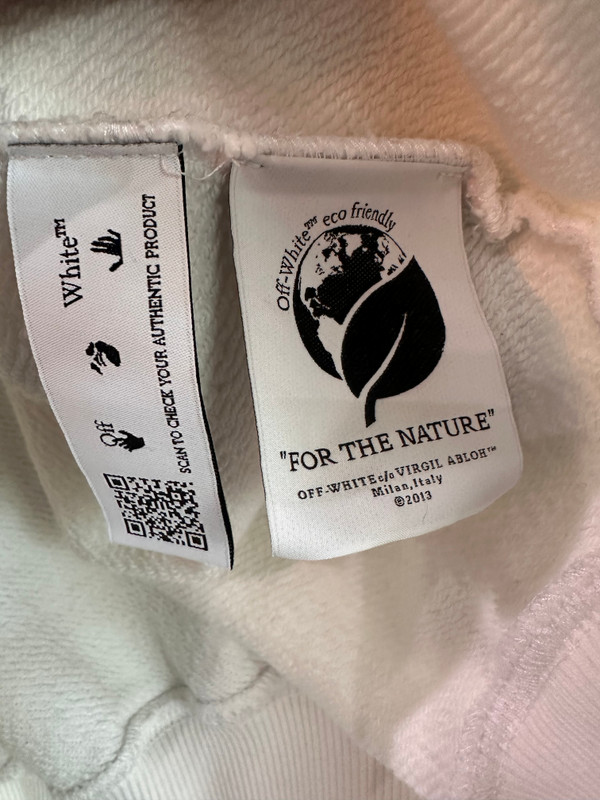 Off White™
SCAN TO CHECK YOUR AUTHENTIC PRODUCT
Off-White™ eco friendly
"FOR THE NATURE"
OFF-WHITE c/o VIRGIL ABLOH™
Milan, Italy
©2013